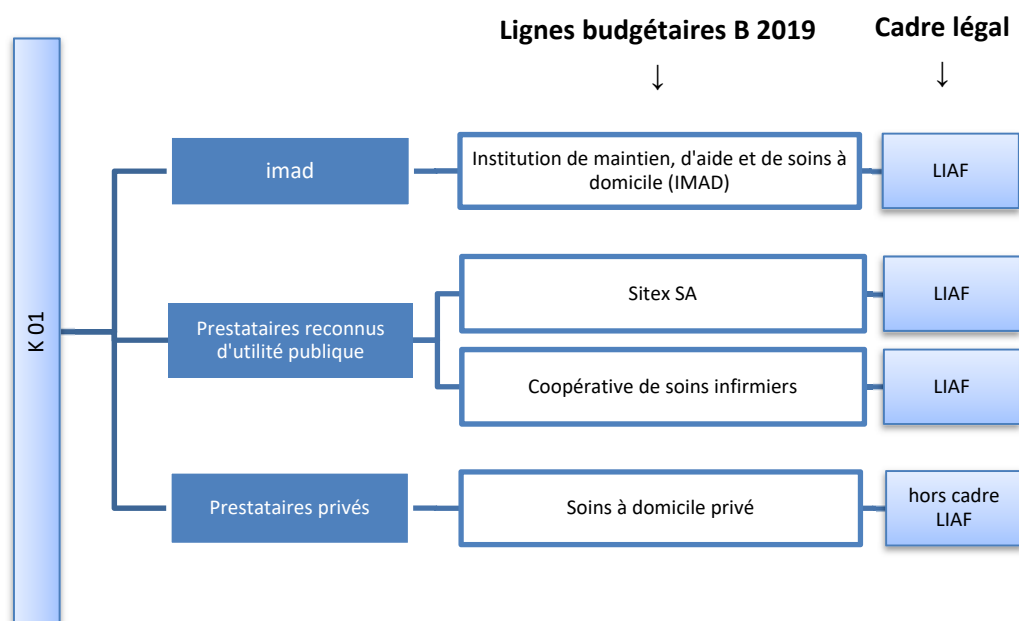 Lignes budgétaires B 2019
Cadre légal
↓
↓
K 01
imad
Institution de maintien, d'aide et de soins à
domicile (IMAD)
LIAF
Prestataires reconnus
d'utilité publique
Sitex SA
LIAF
Coopérative de soins infirmiers
LIAF
Prestataires privés
Soins à domicile privé
hors cadre
LIAF